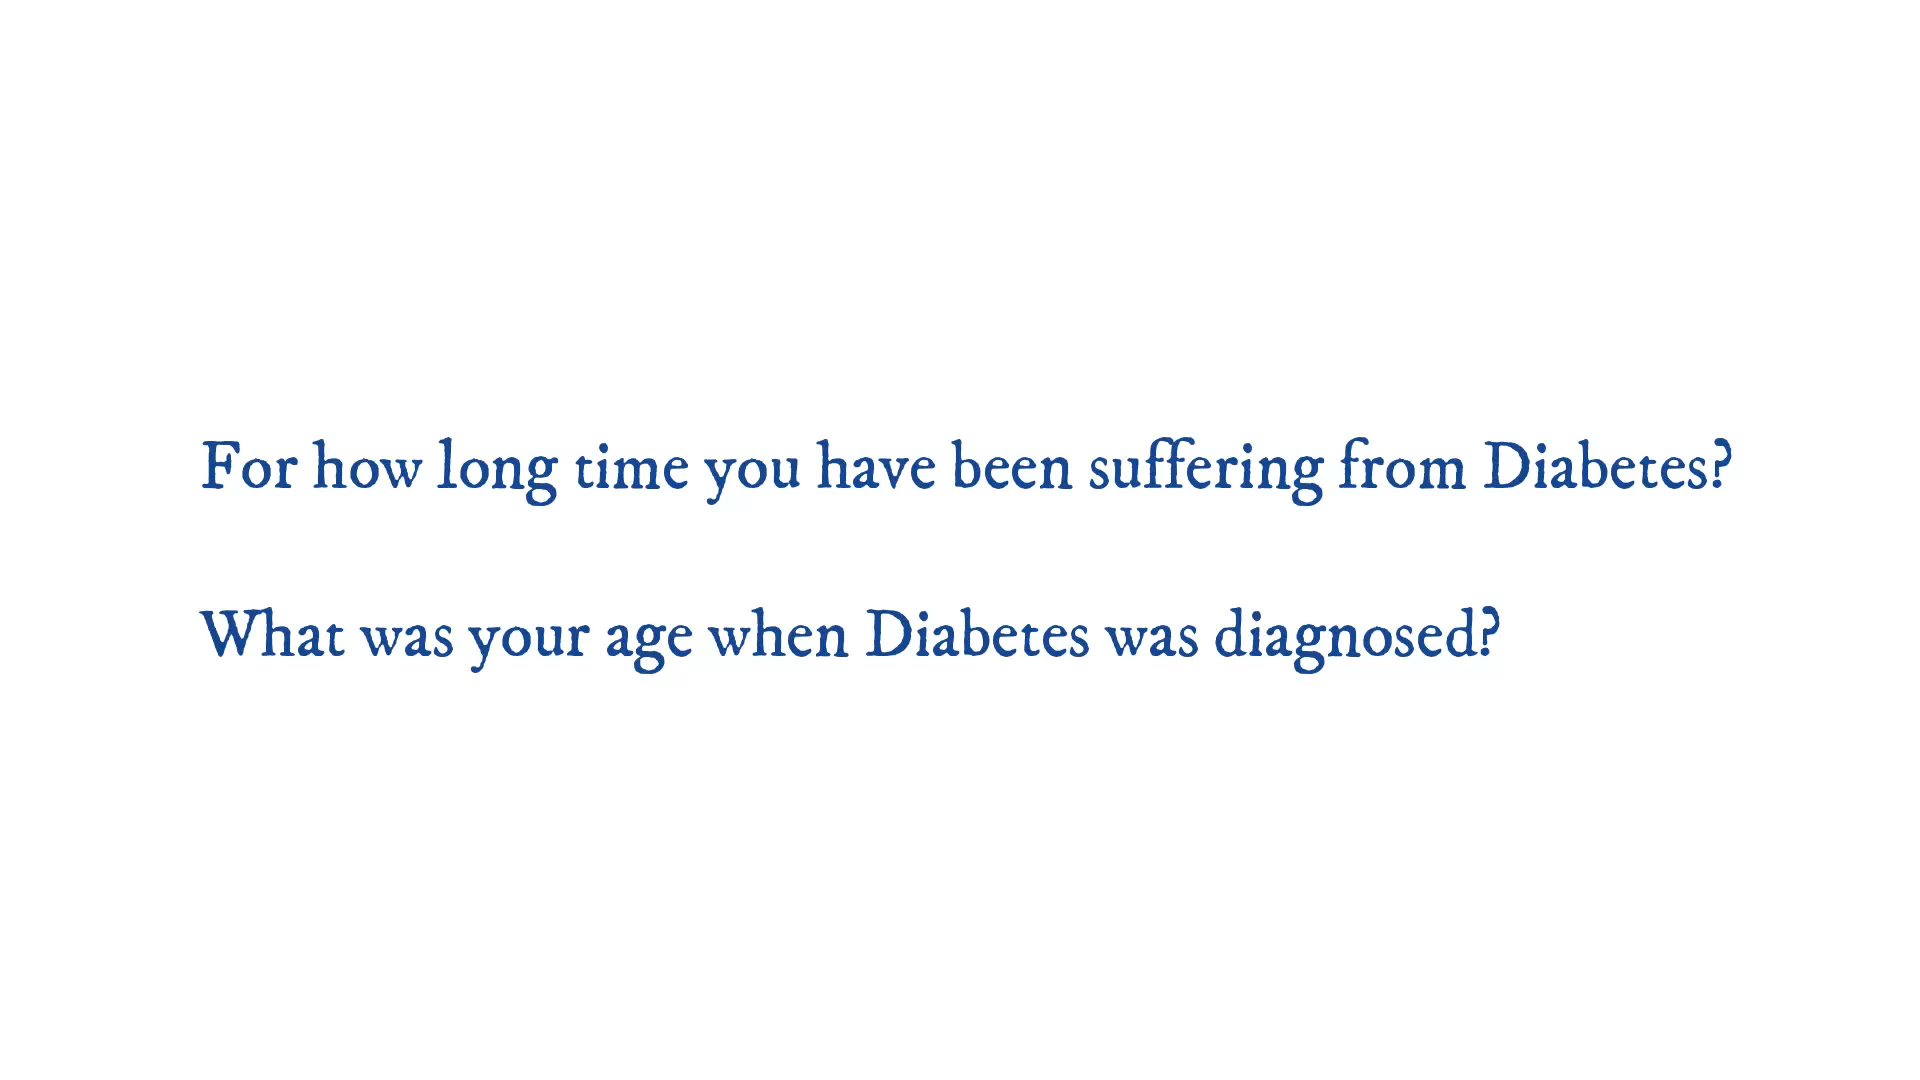 For how long time you have been suffering from Diabetes?
What was your age when Diabetes was diagnosed?